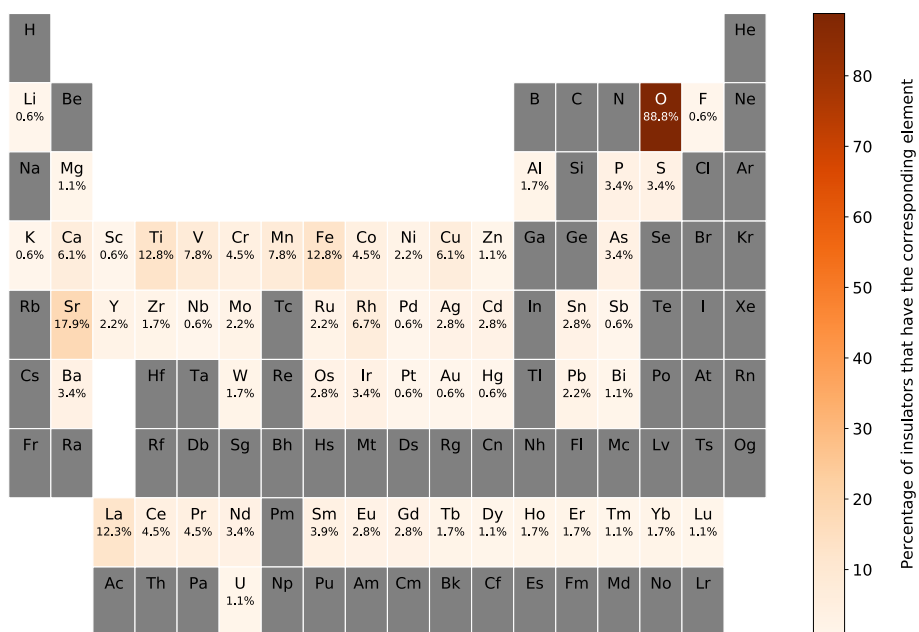 H He
Li Be B C N O F Ne
0.6% 88.8% 0.6%
Na Mg Al Si P S Cl Ar
1.1% 1.7% 3.4% 3.4%
K Ca Sc Ti V Cr Mn Fe Co Ni Cu Zn Ga Ge As Se Br Kr
0.6% 6.1% 0.6% 12.8% 7.8% 4.5% 7.8% 12.8% 4.5% 2.2% 6.1% 1.1% 3.4%
Rb Sr Y Zr Nb Mo Tc Ru Rh Pd Ag Cd In Sn Sb Te I Xe
17.9% 2.2% 1.7% 0.6% 2.2% 2.2% 6.7% 0.6% 2.8% 2.8% 2.8% 0.6%
Cs Ba Hf Ta W Re Os Ir Pt Au Hg Tl Pb Bi Po At Rn
3.4% 1.7% 2.8% 3.4% 0.6% 0.6% 0.6% 2.2% 1.1%
Fr Ra Rf Db Sg Bh Hs Mt Ds Rg Cn Nh Fl Mc Lv Ts Og
La Ce Pr Nd Pm Sm Eu Gd Tb Dy Ho Er Tm Yb Lu
12.3% 4.5% 4.5% 3.4% 3.9% 2.8% 2.8% 1.7% 1.1% 1.7% 1.7% 1.1% 1.7% 1.1%
Ac Th Pa U Np Pu Am Cm Bk Cf Es Fm Md No Lr
1.1%
80
70
60
50
40
30
20
10
Percentage of insulators that have the corresponding element